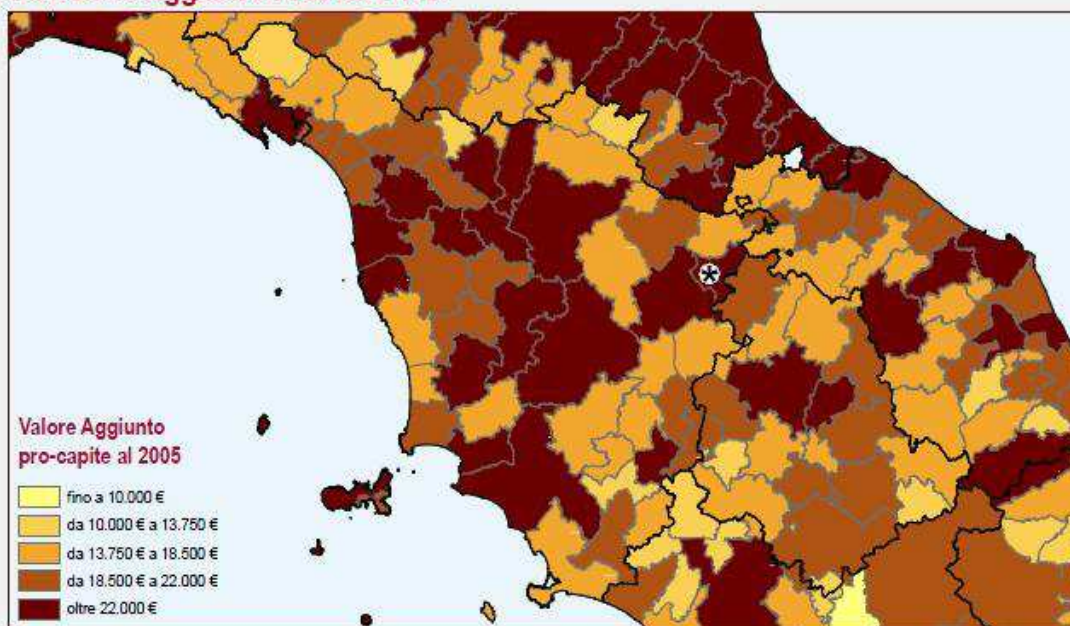 Valore Aggiunto
pro-capite al 2005
fino a 10.000 €
da 10.000 € a 13.750 €
da 13.750 € a 18.500 €
da 18.500 € a 22.000 €
oltre 22.000 €